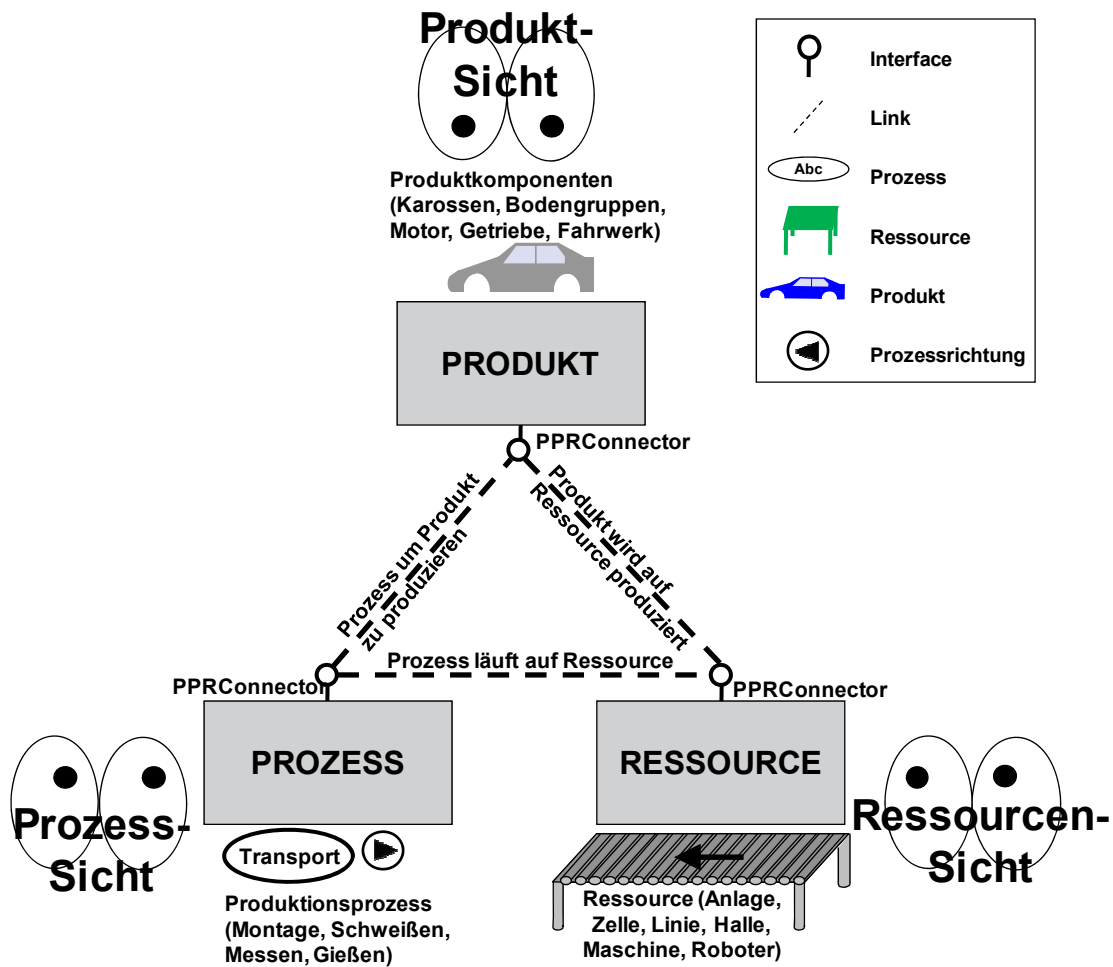 Produkt-
Sicht
Produktkomponenten
(Karossen, Bodengruppen,
Motor, Getriebe, Fahrwerk)
PRODUKT
PPRConnector
Interface
Link
Abc
Prozess
Ressource
Produkt
Prozessrichtung
Prozess um Produkt
zu produzieren
Produkt wird auf
Ressource produziert
Prozess läuft auf Ressource
PPRConnector
PPRConnector
PROZESS
RESSOURCE
Prozess-
Sicht
Ressourcen-
Sicht
Transport
Produktionsprozess
(Montage, Schweißen,
Messen, Gießen)
Ressource (Anlage,
Zelle, Linie, Halle,
Maschine, Roboter)